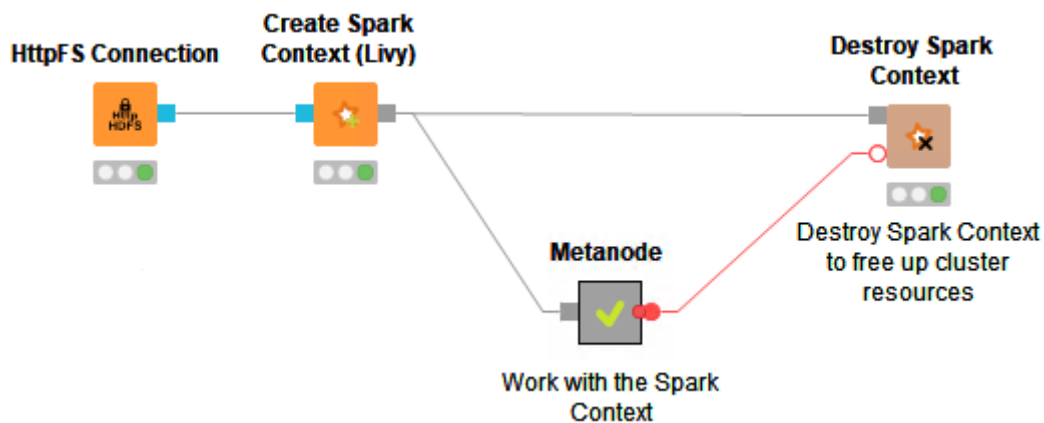 HttpFS Connection
Create Spark
Context (Livy)
Destroy Spark
Context
Http
HDFS
Destroy Spark Context
to free up cluster
resources
Metanode
Work with the Spark
Context